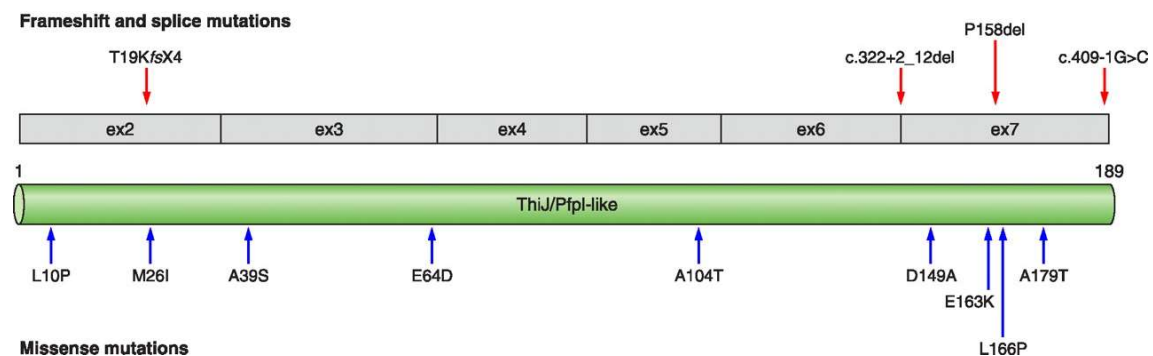 Frameshift and splice mutations
P158del
T19KfsX4 c.322+2_12del c.409-1G>C
ex2 ex3 ex4 ex5 ex6 ex7
1 189
ThiJ/PfpI-like
L10P M26I A39S E64D A104T D149A A179T
E163K
L166P
Missense mutations